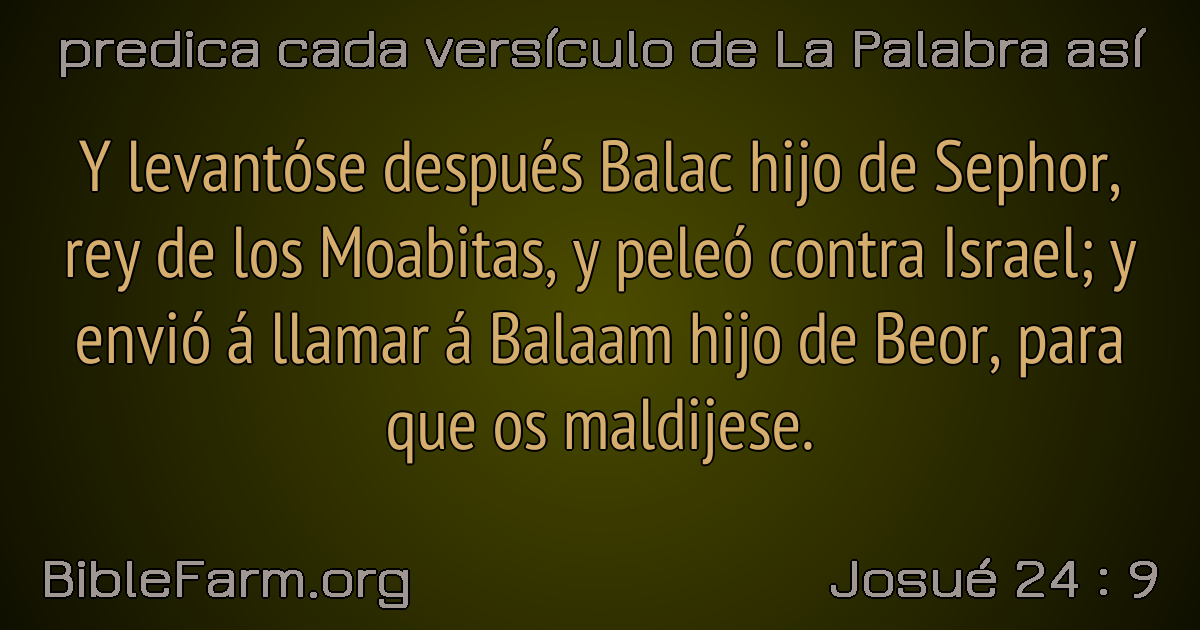 predica cada versículo de La Palabra así
Y levantóse después Balac hijo de Sephor,
rey de los Moabitas, y peleó contra Israel; y
envió á llamar á Balaam hijo de Beor, para
que os maldijese.
BibleFarm.org
Josué 24 : 9